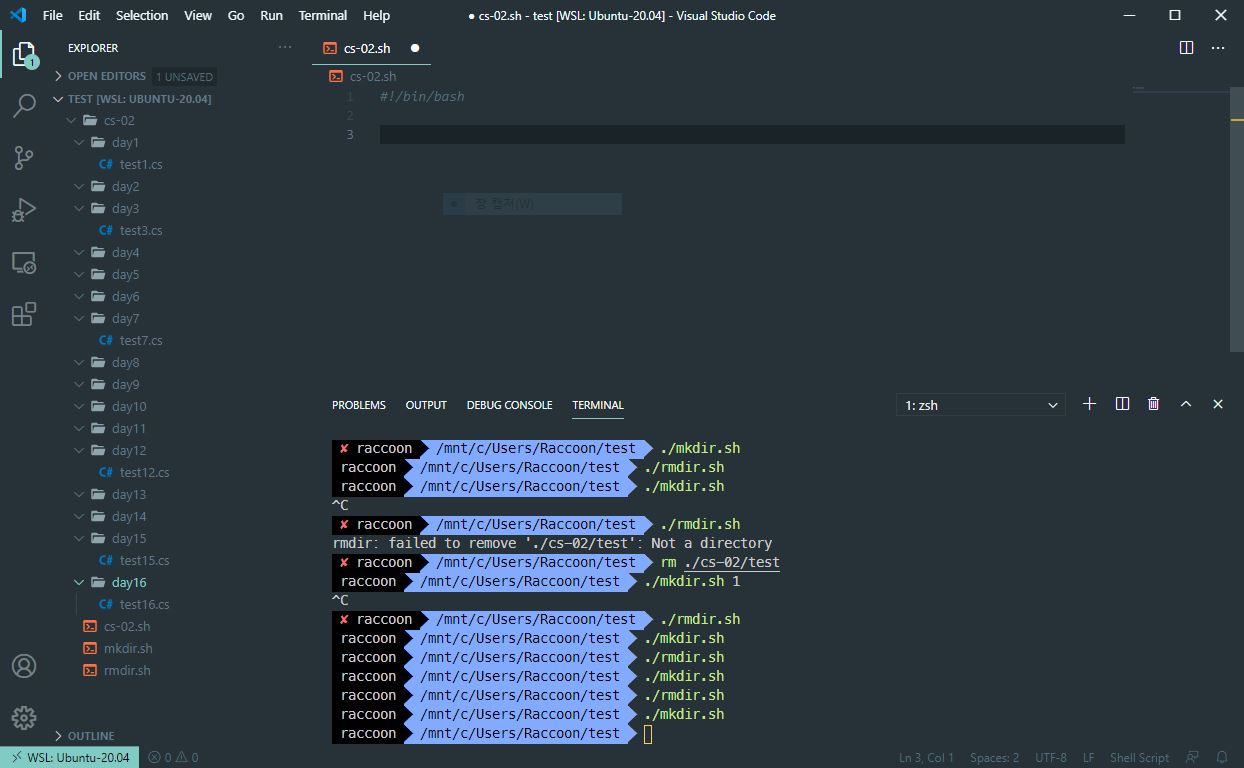 File Edit Selection View Go Run Terminal Help ● cs-02.sh - test [WSL: Ubuntu-20.04] - Visual Studio Code
EXPLORER
1
OPEN EDITORS 1 UNSAVED
TEST [WSL: UBUNTU-20.04]
cs-02
day1
C# test1.cs
day2
day3
C# test3.cs
day4
day5
day6
day7
C# test7.cs
day8
day9
day10
day11
day12
C# test12.cs
day13
day14
day15
C# test15.cs
day16
C# test16.cs
cs-02.sh
mkdir.sh
rmdir.sh
OUTLINE
cs-02.sh ●
cs-02.sh
1 #!/bin/bash
2
3
창 캡처(W)
PROBLEMS OUTPUT DEBUG CONSOLE TERMINAL 1: zsh
✘ raccoon /mnt/c/Users/Raccoon/test ./mkdir.sh
raccoon /mnt/c/Users/Raccoon/test ./rmdir.sh
raccoon /mnt/c/Users/Raccoon/test ./mkdir.sh
^C
✘ raccoon /mnt/c/Users/Raccoon/test ./rmdir.sh
rmdir: failed to remove './cs-02/test': Not a directory
✘ raccoon /mnt/c/Users/Raccoon/test rm ./cs-02/test
raccoon /mnt/c/Users/Raccoon/test ./mkdir.sh 1
^C
✘ raccoon /mnt/c/Users/Raccoon/test ./rmdir.sh
raccoon /mnt/c/Users/Raccoon/test ./mkdir.sh
raccoon /mnt/c/Users/Raccoon/test ./rmdir.sh
raccoon /mnt/c/Users/Raccoon/test ./mkdir.sh
raccoon /mnt/c/Users/Raccoon/test ./rmdir.sh
raccoon /mnt/c/Users/Raccoon/test ./mkdir.sh
raccoon /mnt/c/Users/Raccoon/test
WSL: Ubuntu-20.04 0 0 Ln 3, Col 1 Spaces: 2 UTF-8 LF Shell Script